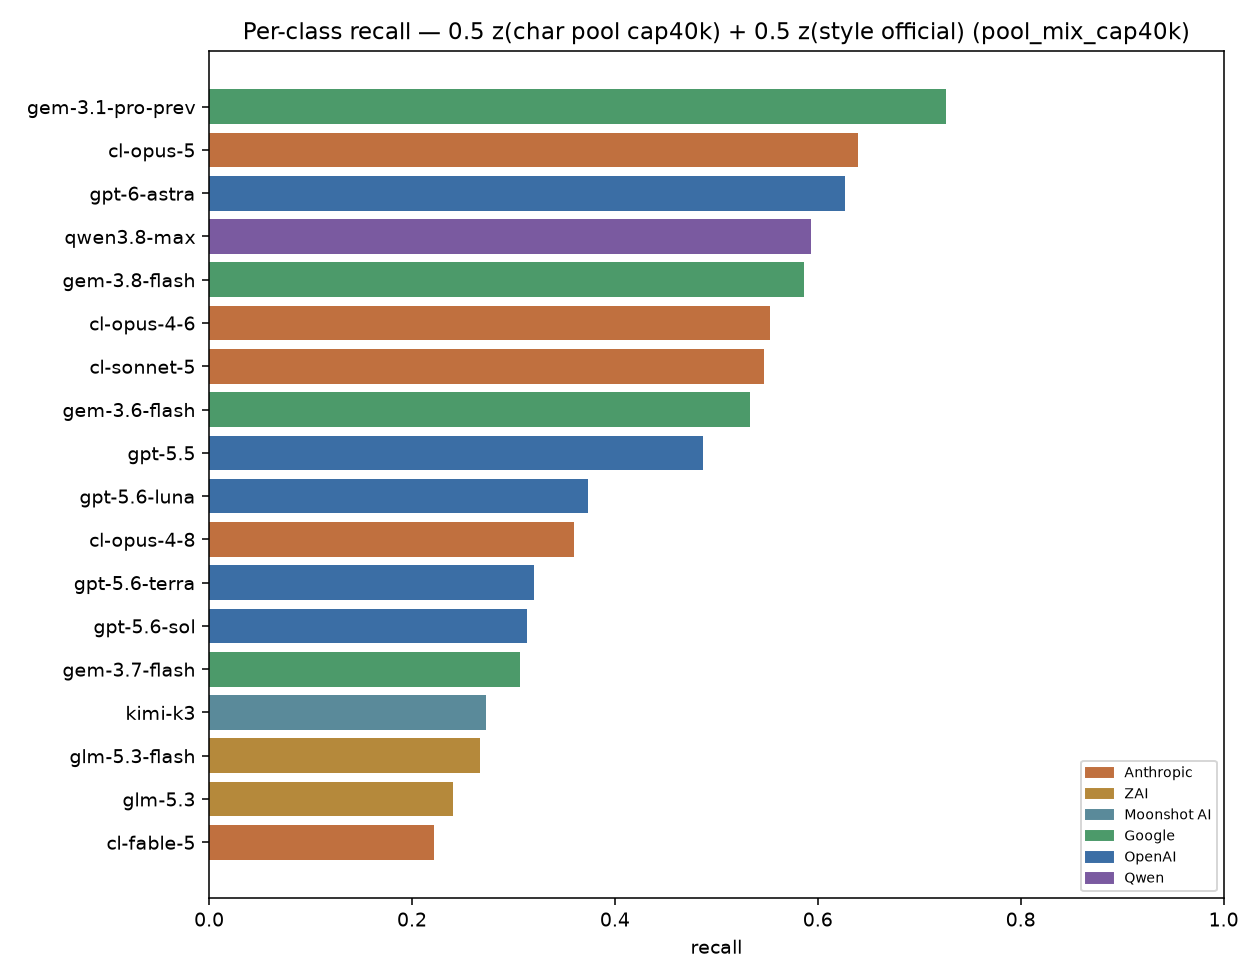 Per-class recall — 0.5 z(char pool cap40k) + 0.5 z(style official) (pool_mix_cap40k)
gem-3.1-pro-prev
cl-opus-5
gpt-6-astra
qwen3.8-max
gem-3.8-flash
cl-opus-4-6
cl-sonnet-5
gem-3.6-flash
gpt-5.5
gpt-5.6-luna
cl-opus-4-8
gpt-5.6-terra
gpt-5.6-sol
gem-3.7-flash
kimi-k3
glm-5.3-flash
glm-5.3
cl-fable-5
Anthropic
ZAI
Moonshot AI
Google
OpenAI
Qwen
0.0 0.2 0.4 0.6 0.8 1.0
recall